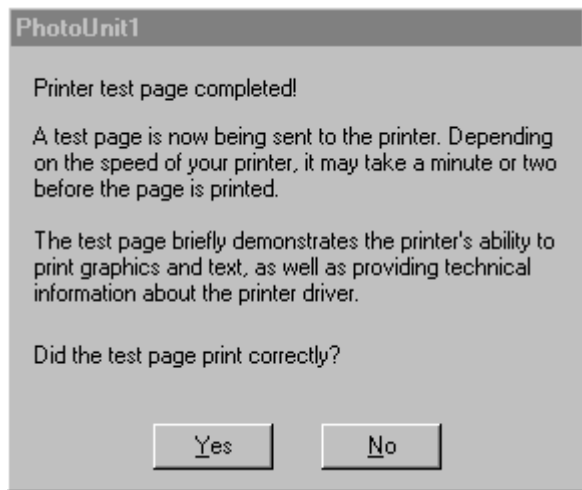 PhotoUnit1
Printer test page completed!
A test page is now being sent to the printer. Depending
on the speed of your printer, it may take a minute or two
before the page is printed.
The test page briefly demonstrates the printer's ability to
print graphics and text, as well as providing technical
information about the printer driver.
Did the test page print correctly?
Yes No